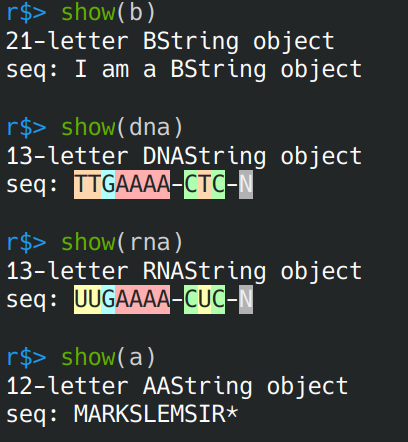 r$> show(b)
21-letter BString object
seq: I am a BString object
r$> show(dna)
13-letter DNAString object
seq: TTGAAAA-CTC-N
r$> show(rna)
13-letter RNAString object
seq: UUGAAAA-CUC-N
r$> show(a)
12-letter AAString object
seq: MARKSLEMSIR*